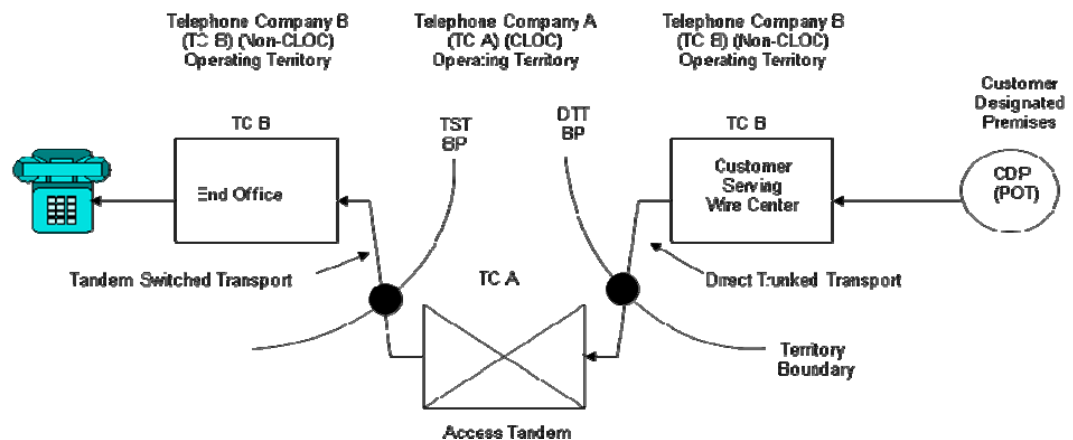 Telephone Company B
(TC B) (Non-CLOC)
Operating Territory
Telephone Company A
(TC A) (CLOC)
Operating Territory
Telephone Company B
(TC B) (Non-CLOC)
Operating Territory
Customer
Designated
Premises
TC B
TST
BP
DTT
BP
TC B
End Office
Customer
Serving
Wire Center
CDP
(POT)
Tandem Switched Transport
TC A
Direct Trunked Transport
Territory
Boundary
Access Tandem